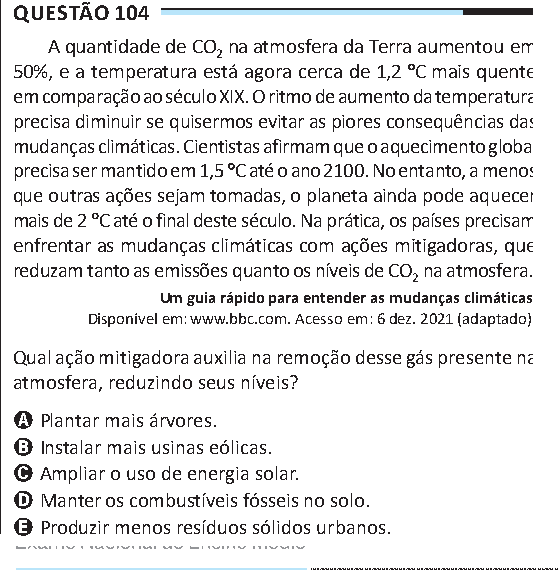 QUESTÃO 104
A quantidade de CO₂ na atmosfera da Terra aumentou em
50%, e a temperatura está agora cerca de 1,2 °C mais quente
em comparação ao século XIX. O ritmo de aumento da temperatura
precisa diminuir se quisermos evitar as piores consequências das
mudanças climáticas. Cientistas afirmam que o aquecimento globa
precisa ser mantido em 1,5 °C até o ano 2100. No entanto, a menos
que outras ações sejam tomadas, o planeta ainda pode aquecer
mais de 2 °C até o final deste século. Na prática, os países precisam
enfrentar as mudanças climáticas com ações mitigadoras, que
reduzam tanto as emissões quanto os níveis de CO₂ na atmosfera.
Um guia rápido para entender as mudanças climáticas
Disponível em: www.bbc.com. Acesso em: 6 dez. 2021 (adaptado)
Qual ação mitigadora auxilia na remoção desse gás presente na
atmosfera, reduzindo seus níveis?
A Plantar mais árvores.
B Instalar mais usinas eólicas.
C Ampliar o uso de energia solar.
D Manter os combustíveis fósseis no solo.
E Produzir menos resíduos sólidos urbanos.